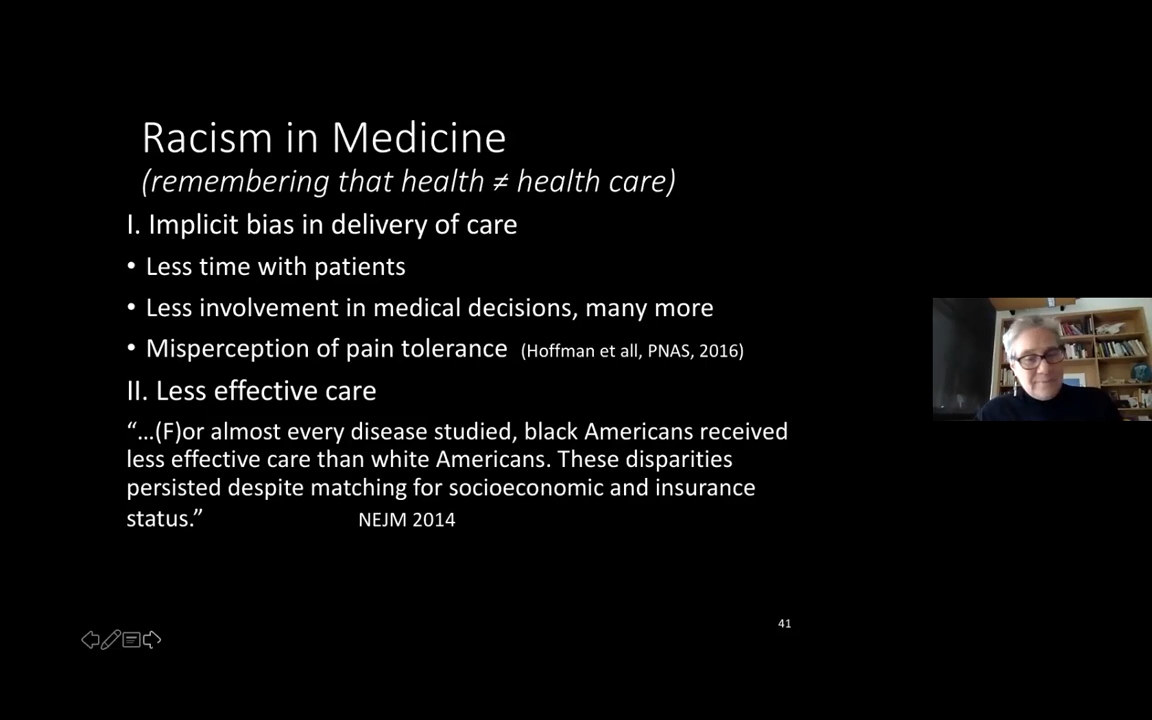 Racism in Medicine
(remembering that health ≠ health care)
I. Implicit bias in delivery of care
• Less time with patients
• Less involvement in medical decisions, many more
• Misperception of pain tolerance (Hoffman et all, PNAS, 2016)
II. Less effective care
“…(F)or almost every disease studied, black Americans received
less effective care than white Americans. These disparities
persisted despite matching for socioeconomic and insurance
status.” NEJM 2014
41